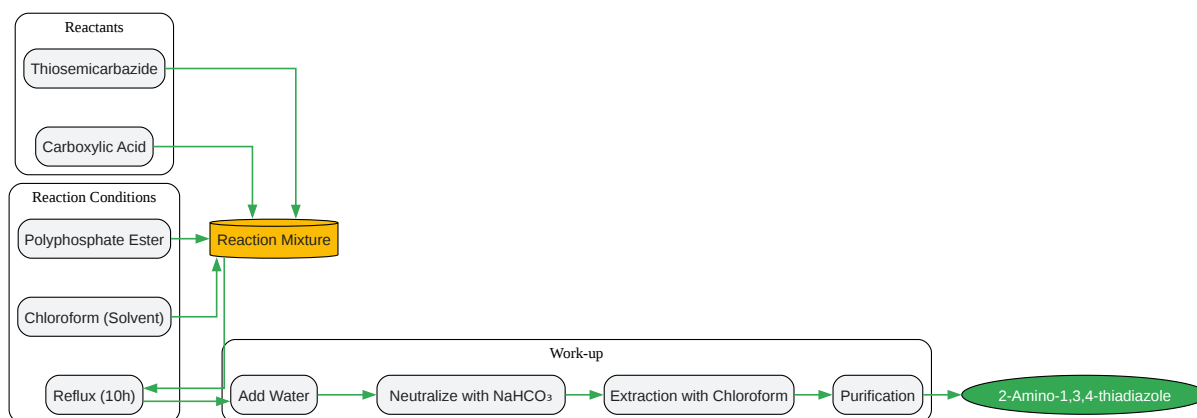 Reactants
Thiosemicarbazide
Carboxylic Acid
Reaction Conditions
Polyphosphate Ester
Reaction Mixture
Chloroform (Solvent)
Work-up
Reflux (10h)
Add Water
Neutralize with NaHCO₃
Extraction with Chloroform
Purification
2-Amino-1,3,4-thiadiazole